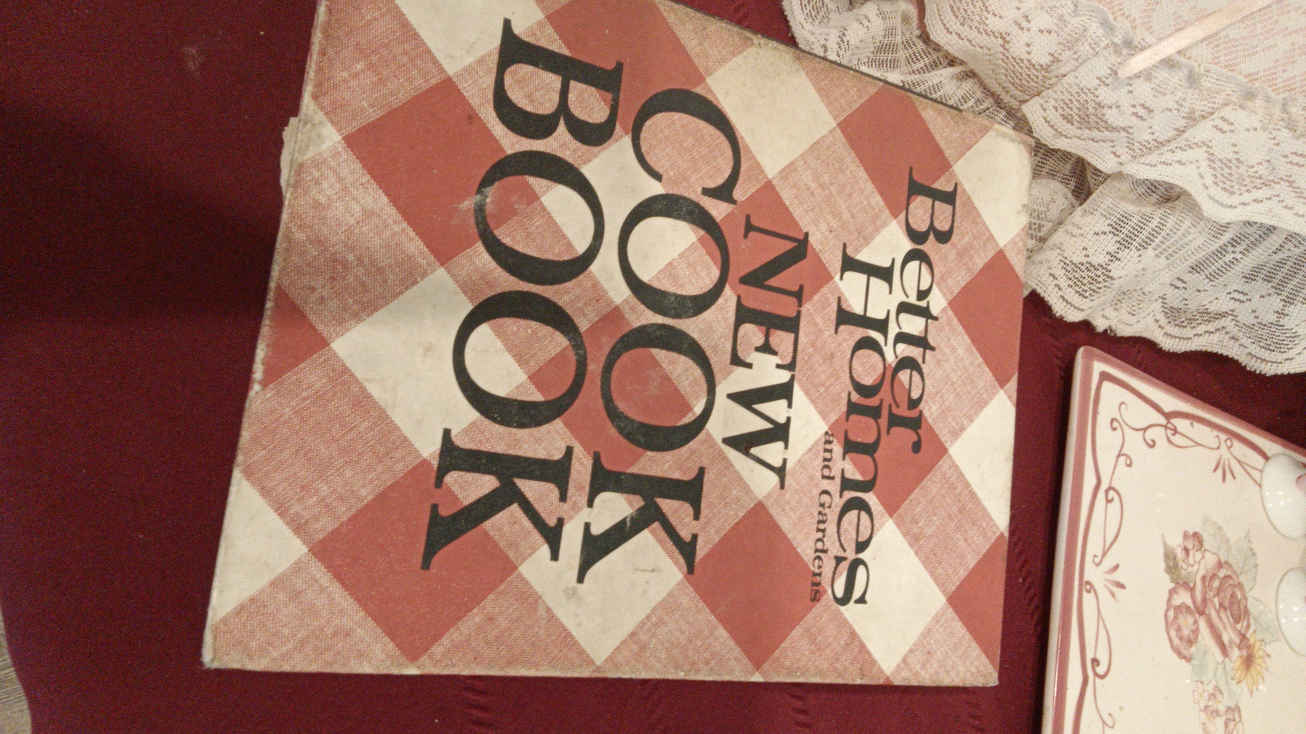 Better
Homes
and Gardens
NEW
COOK
BOOK